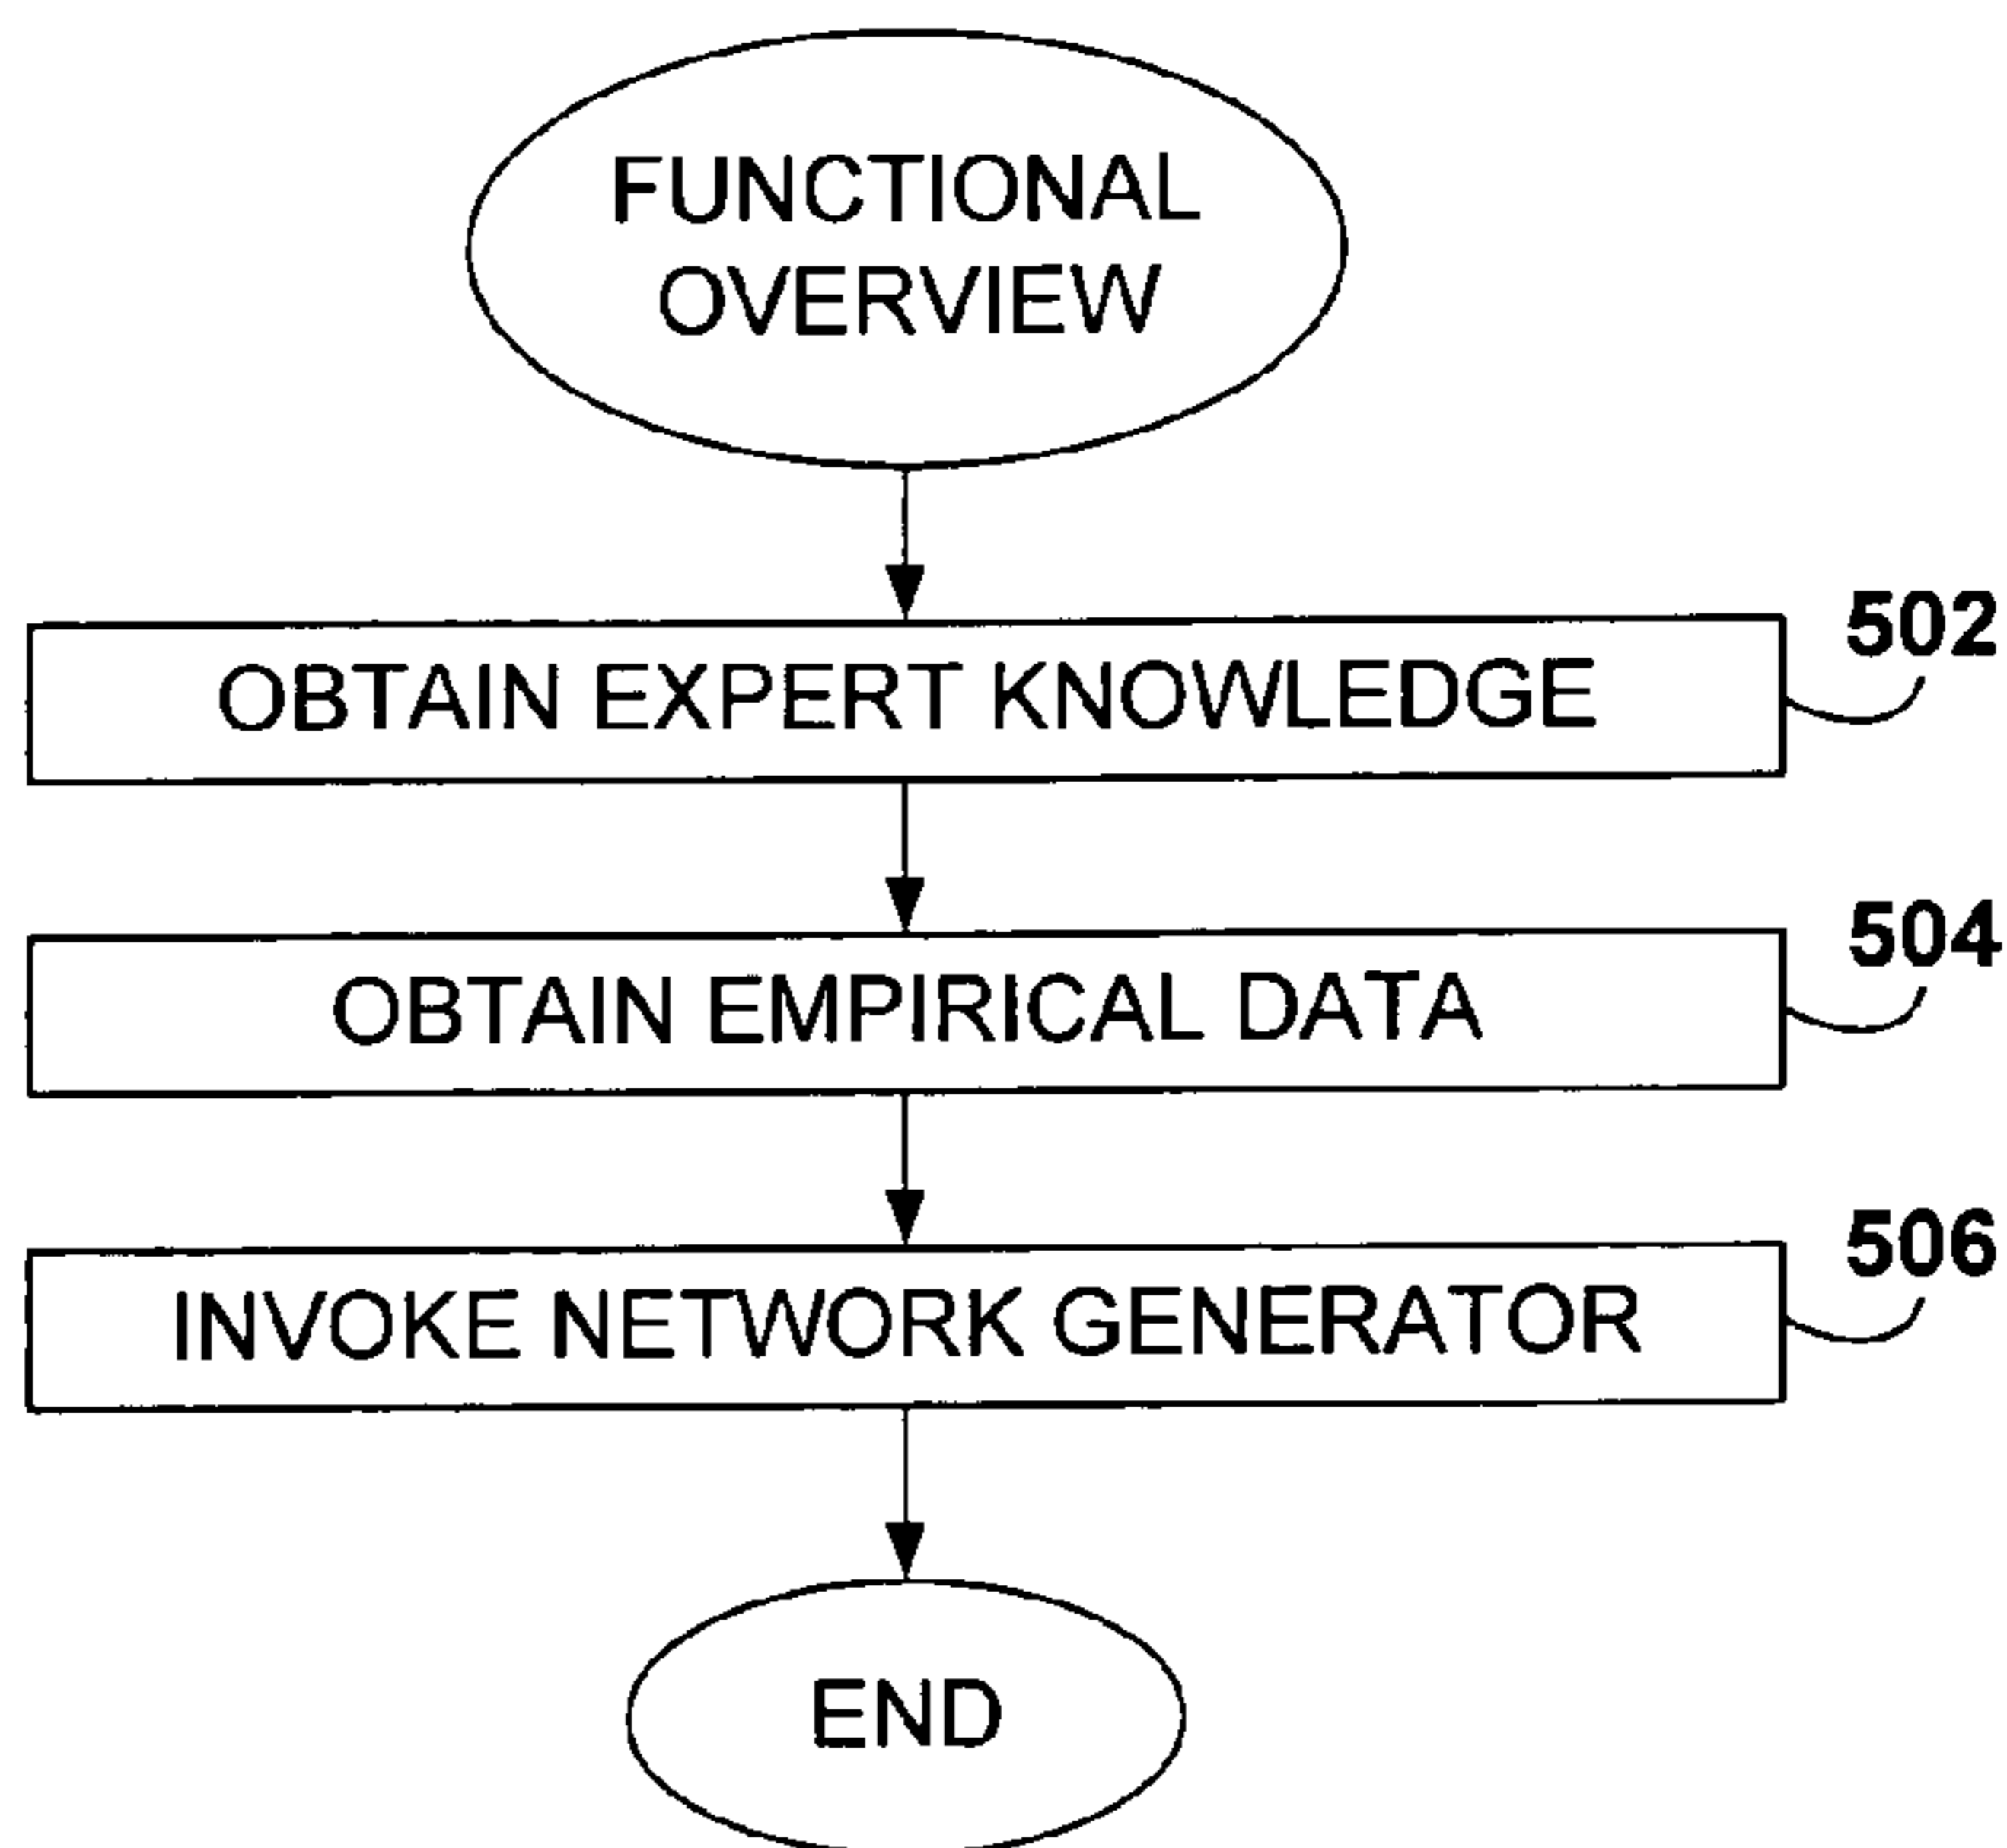 FUNCTIONAL
OVERVIEW
502
OBTAIN EXPERT KNOWLEDGE
504
OBTAIN EMPIRICAL DATA
506
INVOKE NETWORK GENERATOR
END